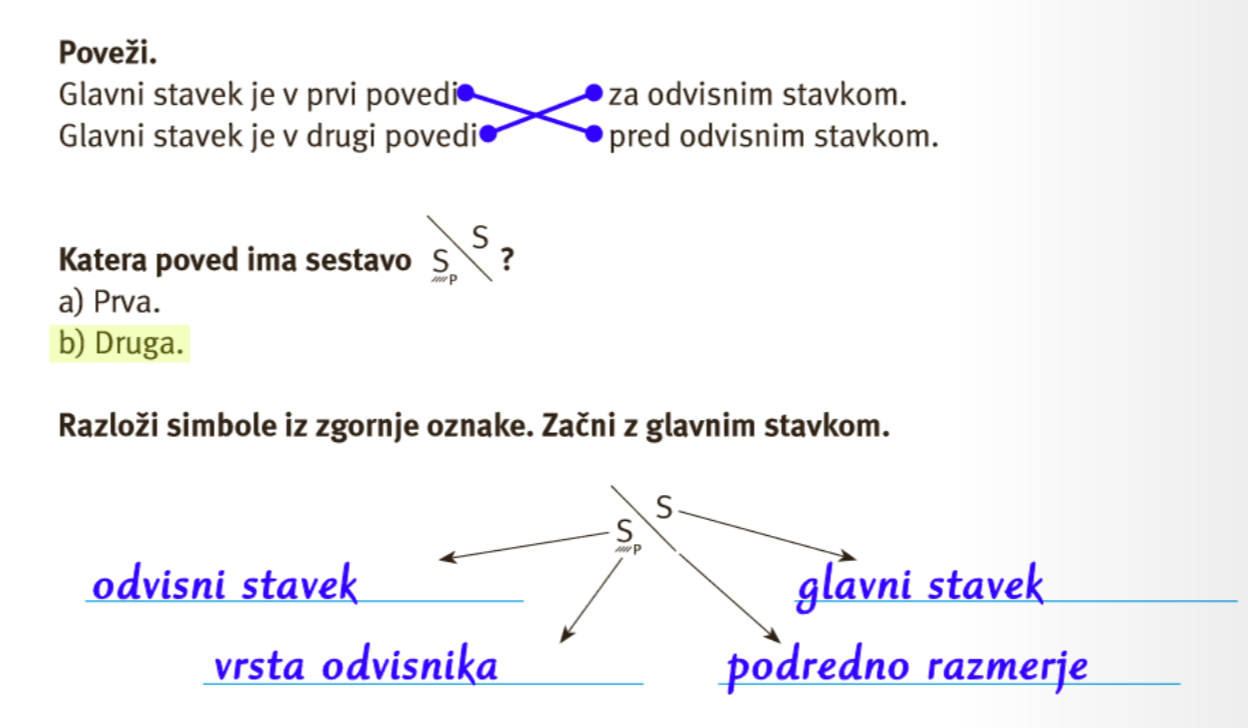 Poveži.
Glavni stavek je v prvi povedi za odvisnim stavkom.
Glavni stavek je v drugi povedi pred odvisnim stavkom.
S
Katera poved ima sestavo S P ?
a) Prva.
b) Druga.
Razloži simbole iz zgornje oznake. Začni z glavnim stavkom.
S
S P
odvisni stavek glavni stavek
vrsta odvisnika podredno razmerje